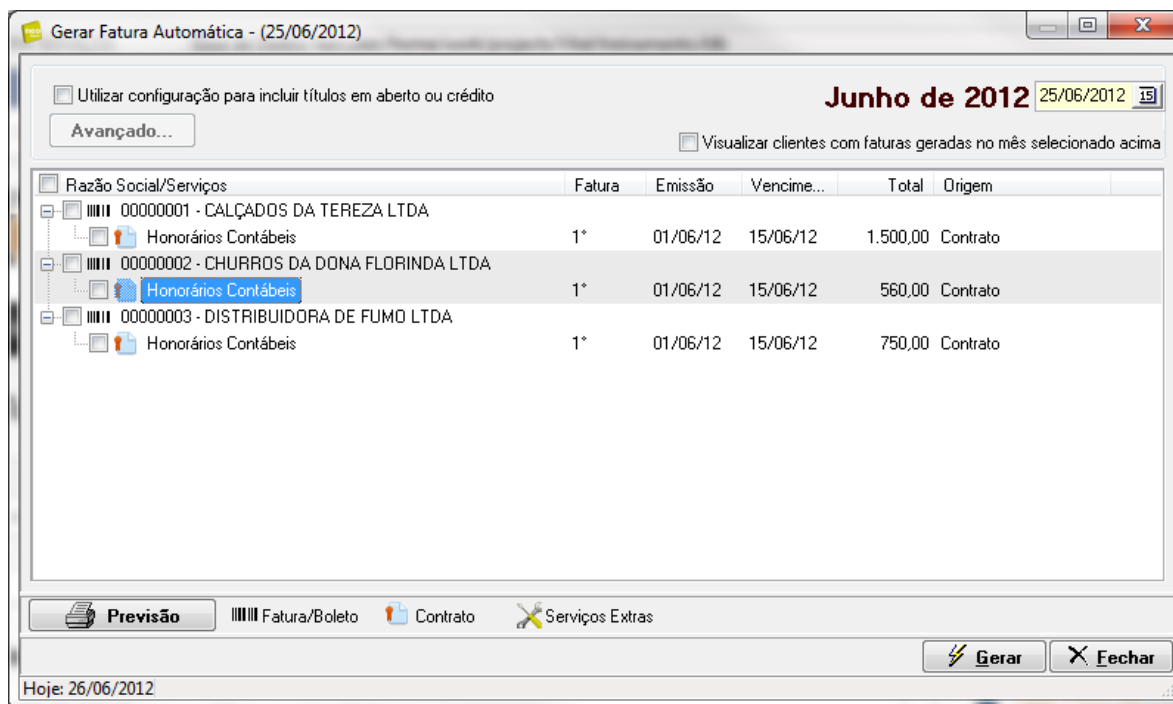 Gerar Fatura Automática - (25/06/2012)
Utilizar configuração para incluir títulos em aberto ou crédito
Junho de 2012 25/06/2012 15
Avançado...
Visualizar clientes com faturas geradas no mês selecionado acima
Razão Social/Serviços Fatura Emissão Vencime... Total Origem
00000001 - CALÇADOS DA TEREZA LTDA
Honorários Contábeis 1° 01/06/12 15/06/12 1.500,00 Contrato
00000002 - CHURROS DA DONA FLORINDA LTDA
Honorários Contábeis 1° 01/06/12 15/06/12 560,00 Contrato
00000003 - DISTRIBUIDORA DE FUMO LTDA
Honorários Contábeis 1° 01/06/12 15/06/12 750,00 Contrato
Previsão Fatura/Boleto Contrato Serviços Extras
Gerar Fechar
Hoje: 26/06/2012